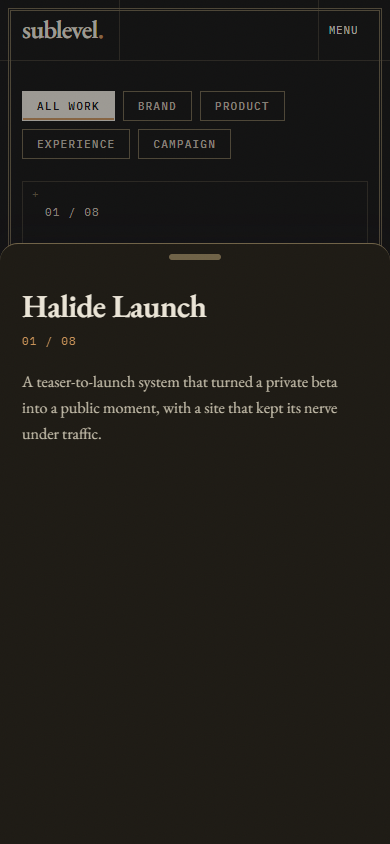 sublevel.
MENU
ALL WORK
BRAND
PRODUCT
EXPERIENCE
CAMPAIGN
+
01 / 08
Halide Launch
01 / 08
A teaser-to-launch system that turned a private beta
into a public moment, with a site that kept its nerve
under traffic.